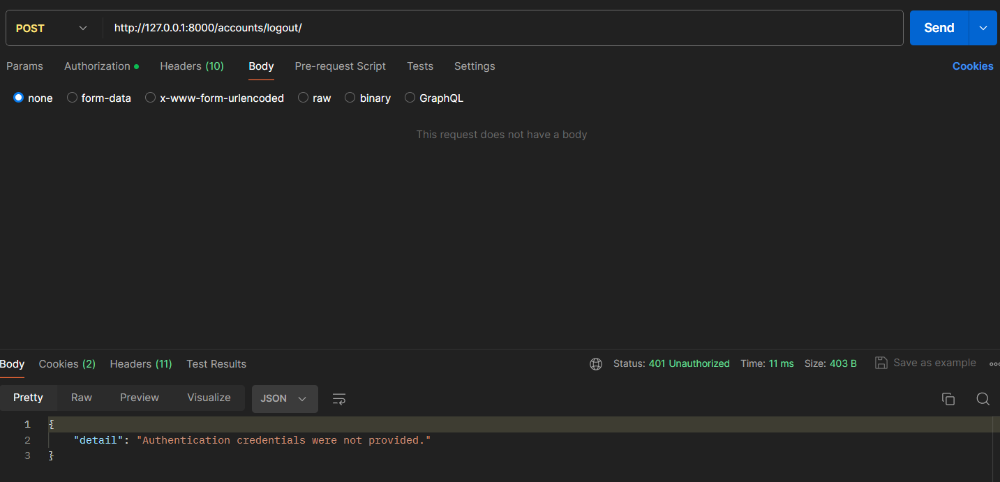 POST http://127.0.0.1:8000/accounts/logout/ Send
Params Authorization Headers (10) Body Pre-request Script Tests Settings Cookies
none form-data x-www-form-urlencoded raw binary GraphQL
This request does not have a body
Body Cookies (2) Headers (11) Test Results Status: 401 Unauthorized Time: 11 ms Size: 403 B Save as example
Pretty Raw Preview Visualize JSON
1 {
2 "detail": "Authentication credentials were not provided."
3 }